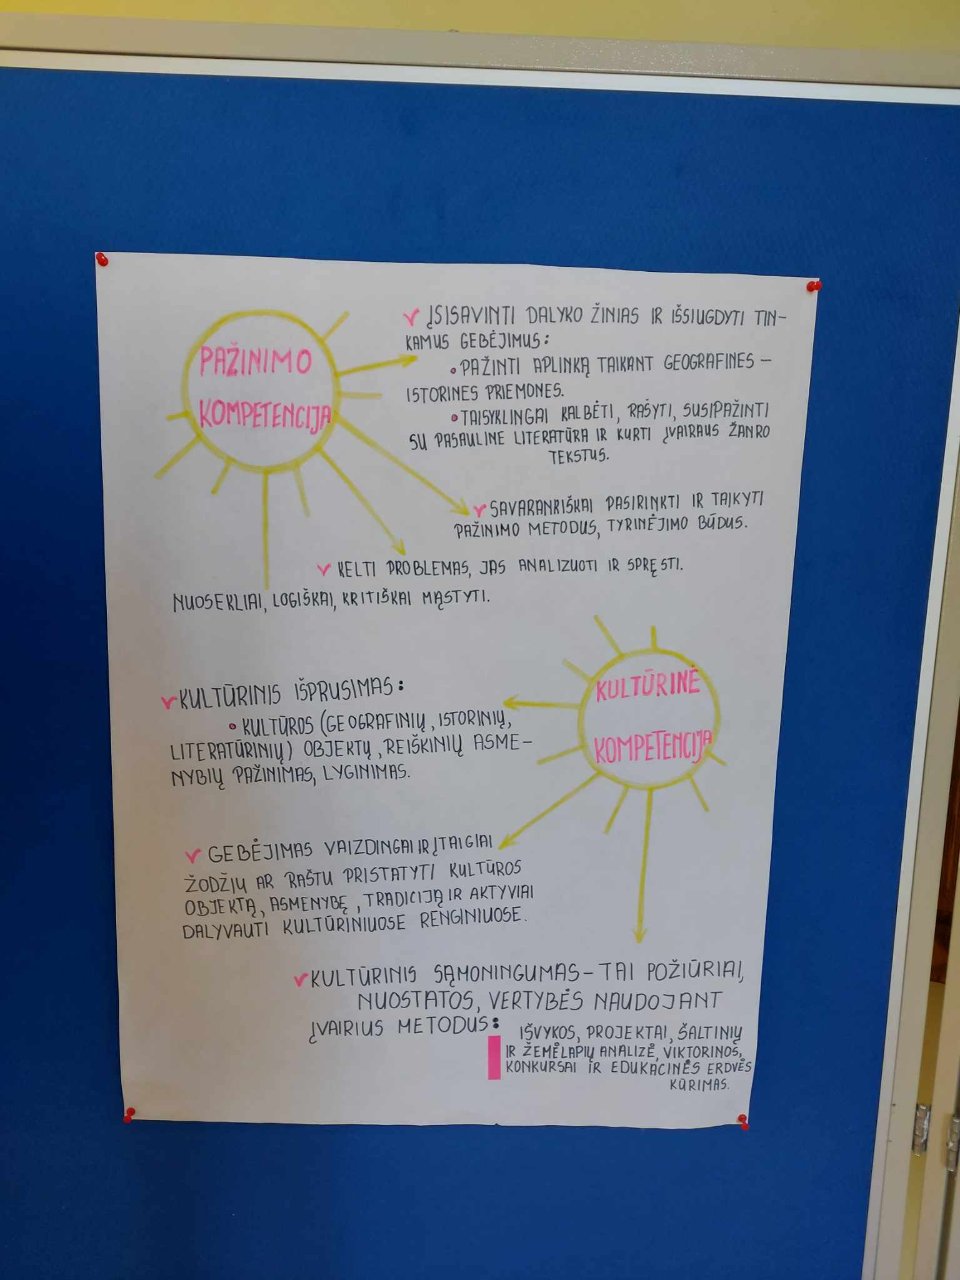 PAŽINIMO
KOMPETENCIJA
ĮSISAVINTI DALYKO ŽINIAS IR IŠSIUGDYTI TIN-
KAMUS GEBĖJIMUS:
• PAŽINTI APLINKĄ TAIKANT GEOGRAFINES –
ISTORINES PRIEMONES.
• TAISYKLINGAI KALBĖTI, RAŠYTI, SUSIPAŽINTI
SU PASAULINE LITERATŪRA IR KURTI ĮVAIRAUS ŽANRO
TEKSTUS.
SAVARANKIŠKAI PASIRINKTI IR TAIKYTI
PAŽINIMO METODUS, TYRINĖJIMO BŪDUS.
KELTI PROBLEMAS, JAS ANALIZUOTI IR SPRĘSTI.
NUOSEKLIAI, LOGIŠKAI, KRITIŠKAI MĄSTYTI.
KULTŪRINĖ
KOMPETENCIJA
KULTŪRINIS IŠPRUSIMAS:
• KULTŪROS (GEOGRAFINIŲ, ISTORINIŲ,
LITERATŪRINIŲ) OBJEKTŲ, REIŠKINIŲ ASME-
NYBIŲ PAŽINIMAS, LYGINIMAS.
GEBĖJIMAS VAIZDINGAI IR ĮTAIGIAI
ŽODŽIU AR RAŠTU PRISTATYTI KULTŪROS
OBJEKTĄ, ASMENYBĘ, TRADICIJĄ IR AKTYVIAI
DALYVAUTI KULTŪRINIUOSE RENGINIUOSE.
KULTŪRINIS SĄMONINGUMAS – TAI POŽIŪRIAI,
NUOSTATOS, VERTYBĖS NAUDOJANT
ĮVAIRIUS METODUS:
IŠVYKOS, PROJEKTAI, ŠALTINIŲ
IR ŽEMĖLAPIŲ ANALIZĖ, VIKTORINOS,
KONKURSAI IR EDUKACINĖS ERDVĖS
KŪRIMAS.